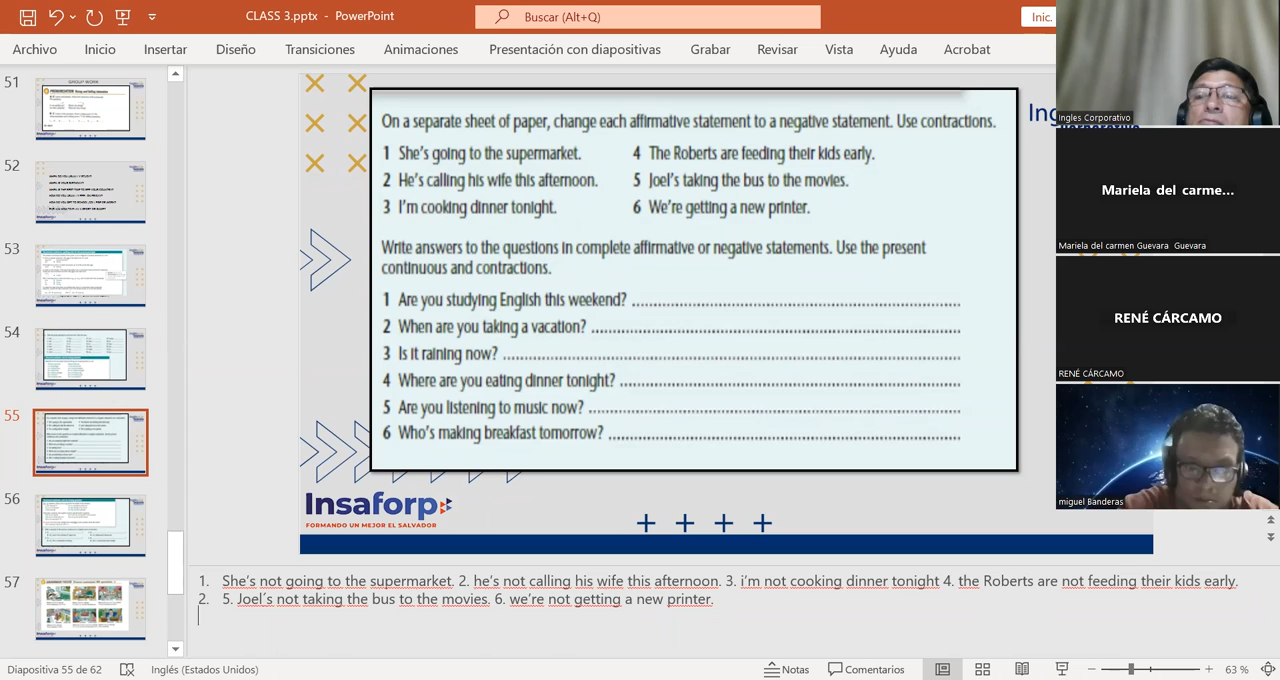 CLASS 3.pptx - PowerPoint
Buscar (Alt+Q)
Inic.
Archivo Inicio Insertar Diseño Transiciones Animaciones Presentación con diapositivas Grabar Revisar Vista Ayuda Acrobat
51
52
53
54
55
56
57
On a separate sheet of paper, change each affirmative statement to a negative statement. Use contractions.
1 She's going to the supermarket.
2 He's calling his wife this afternoon.
3 I'm cooking dinner tonight.
4 The Roberts are feeding their kids early.
5 Joel's taking the bus to the movies.
6 We're getting a new printer.
Write answers to the questions in complete affirmative or negative statements. Use the present
continuous and contractions.
1 Are you studying English this weekend?
2 When are you taking a vacation?
3 Is it raining now?
4 Where are you eating dinner tonight?
5 Are you listening to music now?
6 Who's making breakfast tomorrow?
Insaforp
FORMANDO UN MEJOR EL SALVADOR
Ingles Corporativo
Mariela del carme...
Mariela del carmen Guevara Guevara
RENÉ CÁRCAMO
RENÉ CÁRCAMO
miguel Banderas
1. She's not going to the supermarket. 2. he's not calling his wife this afternoon. 3. i'm not cooking dinner tonight 4. the Roberts are not feeding their kids early.
2. 5. Joel´s not taking the bus to the movies. 6. we're not getting a new printer.
Diapositiva 55 de 62 Inglés (Estados Unidos) Notas Comentarios 63 %